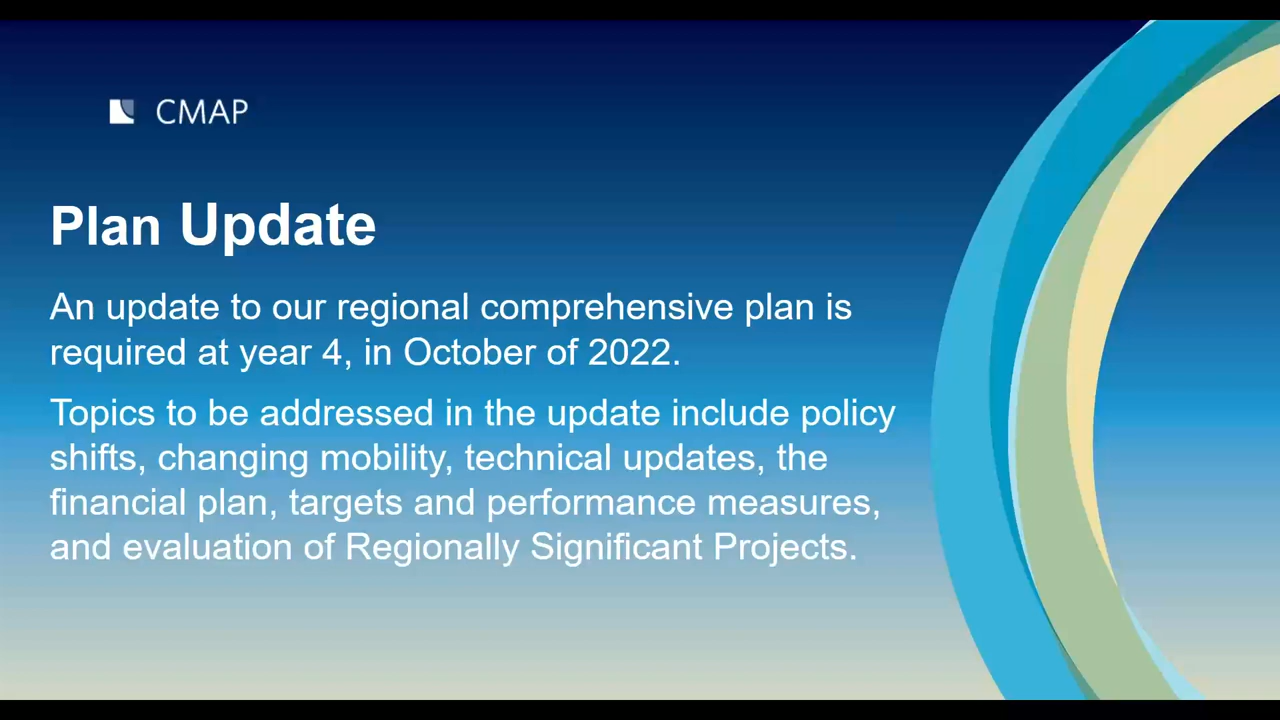 CMAP
Plan Update
An update to our regional comprehensive plan is
required at year 4, in October of 2022.
Topics to be addressed in the update include policy
shifts, changing mobility, technical updates, the
financial plan, targets and performance measures,
and evaluation of Regionally Significant Projects.